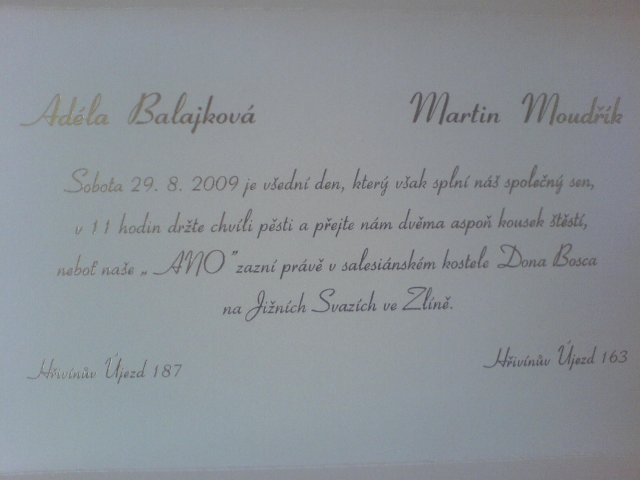 Adéla Balajková Martin Moudřík
Sobota 29. 8. 2009 je všední den, který však splní náš společný sen,
v 11 hodin držte chvíli pěsti a přejte nám dvěma aspoň kousek štěstí,
neboť naše „ANO" zazní právě v salesiánském kostele Dona Bosca
na Jižních Svazích ve Zlíně.
Hřivínův Újezd 187 Hřivínův Újezd 163